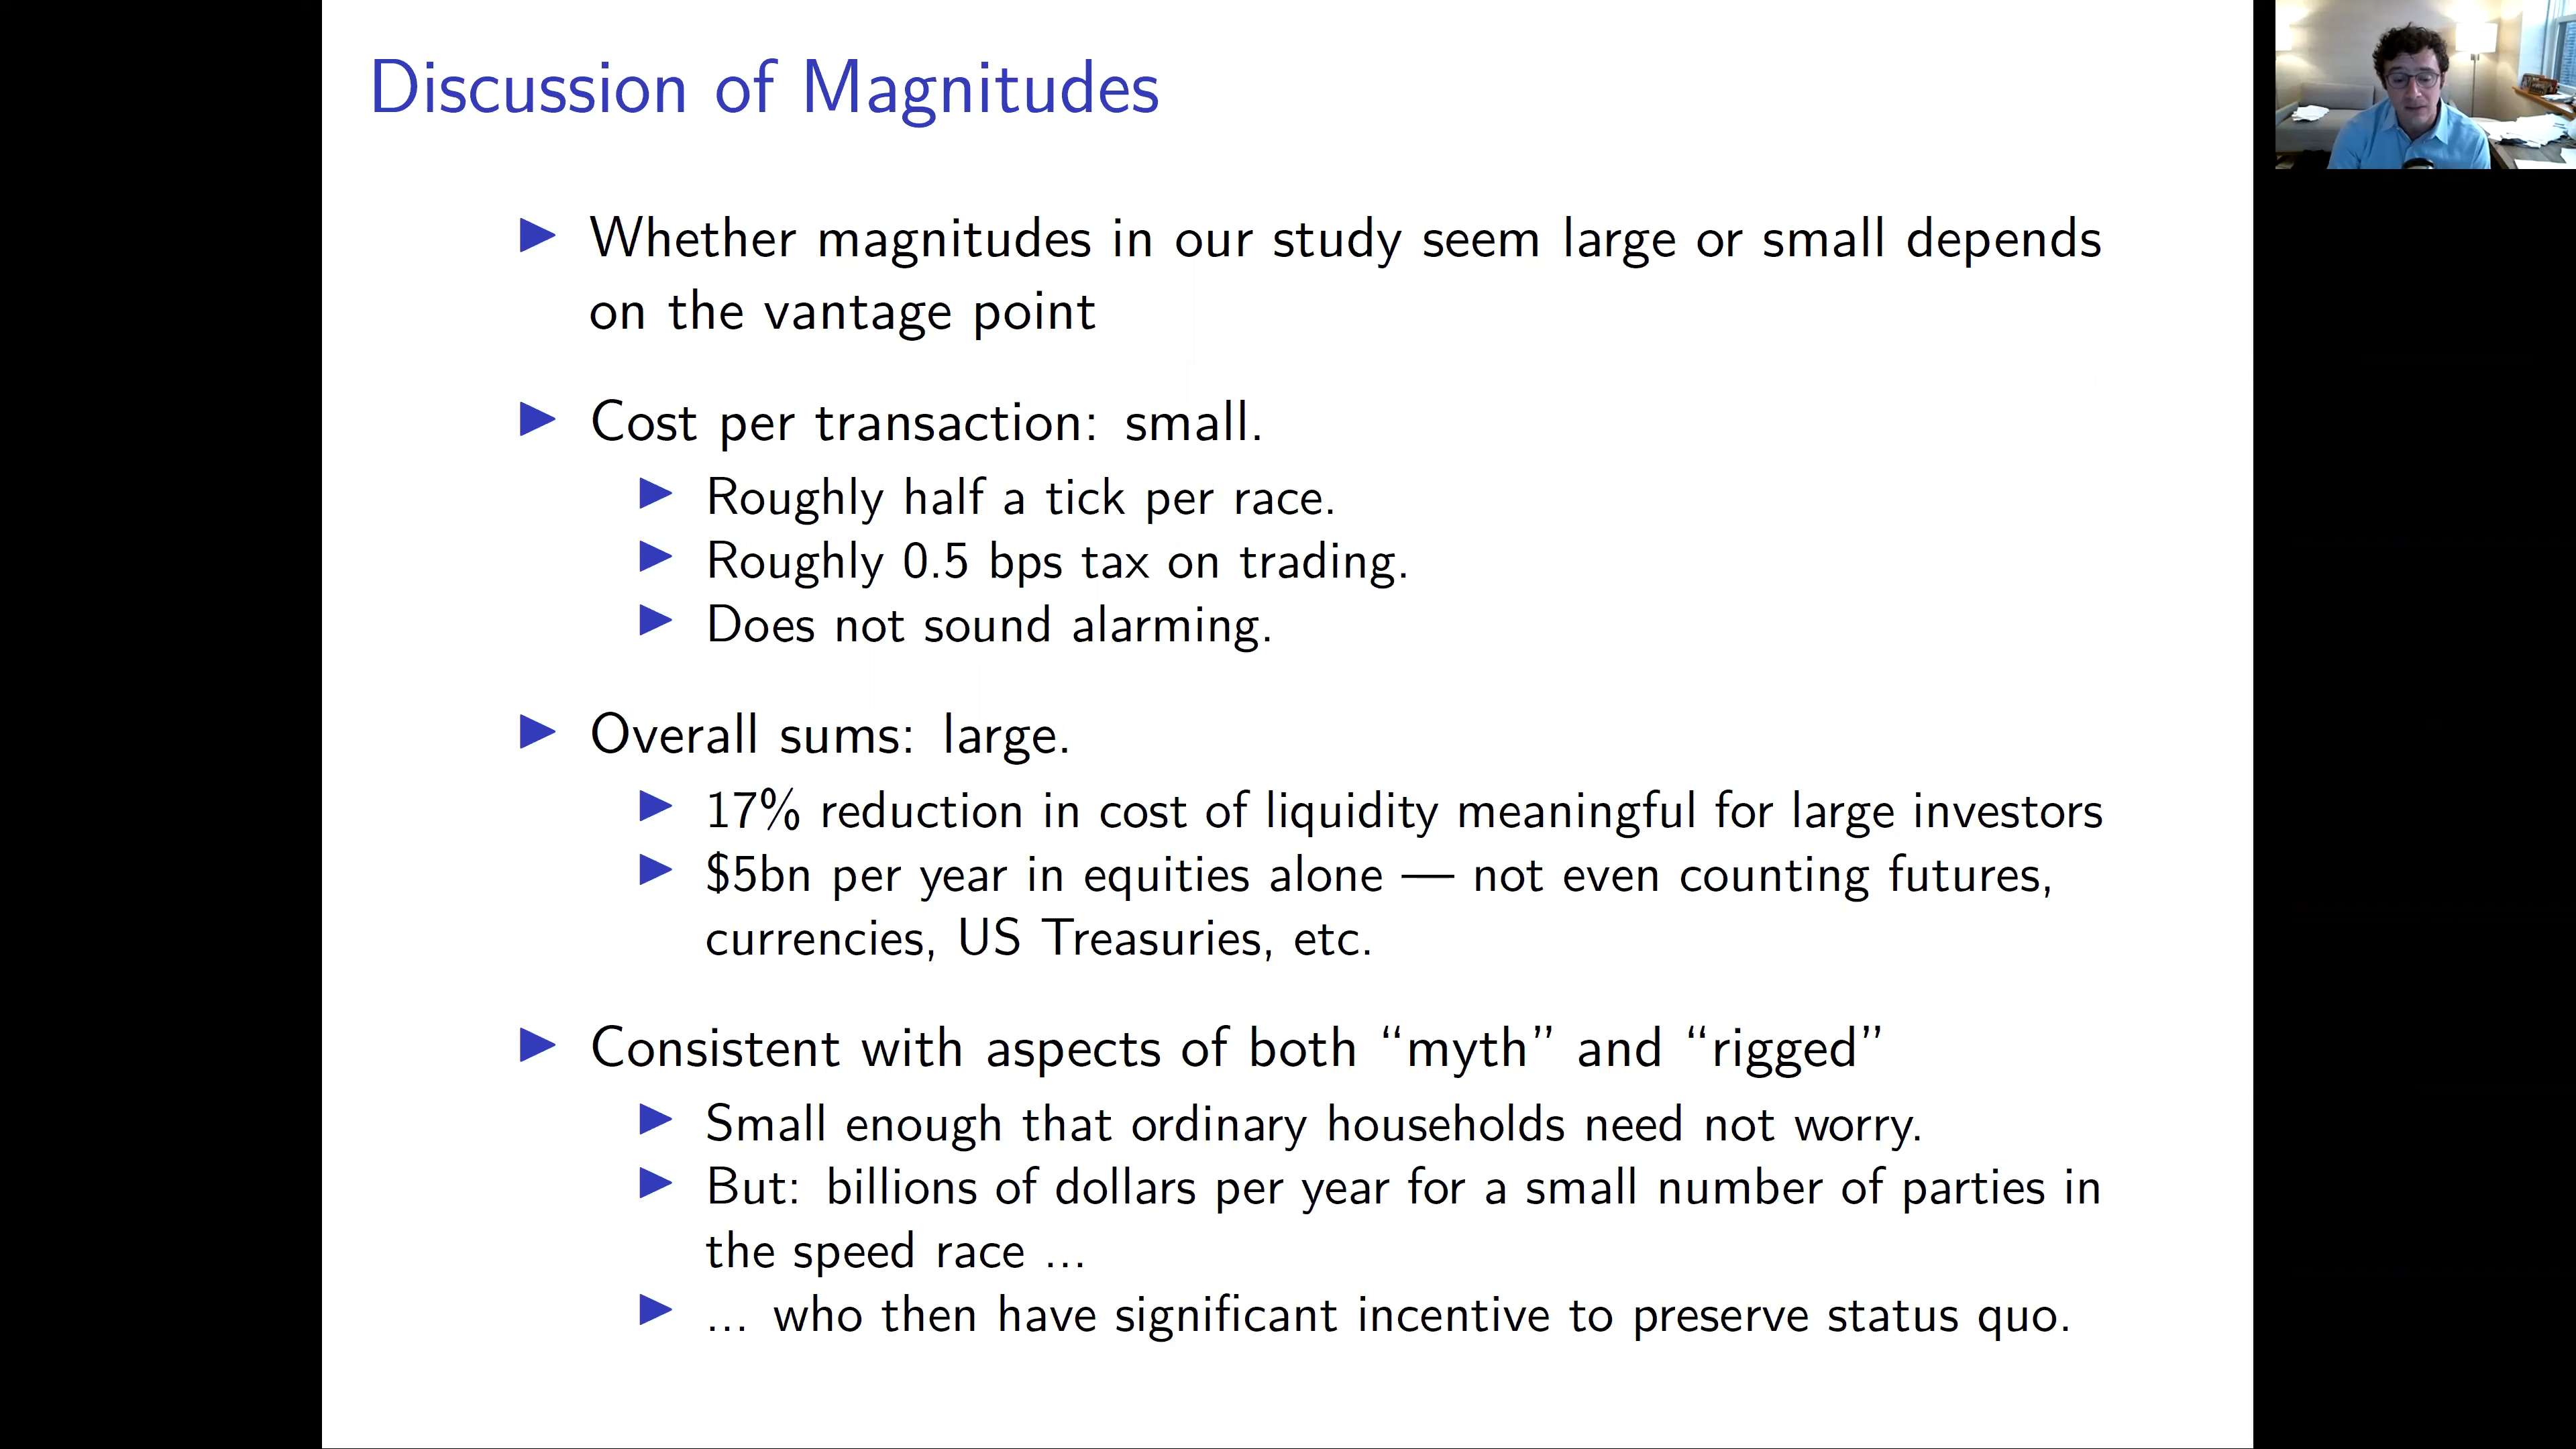 Discussion of Magnitudes
▶ Whether magnitudes in our study seem large or small depends
on the vantage point
▶ Cost per transaction: small.
▶ Roughly half a tick per race.
▶ Roughly 0.5 bps tax on trading.
▶ Does not sound alarming.
▶ Overall sums: large.
▶ 17% reduction in cost of liquidity meaningful for large investors
▶ $5bn per year in equities alone — not even counting futures,
currencies, US Treasuries, etc.
▶ Consistent with aspects of both “myth” and “rigged”
▶ Small enough that ordinary households need not worry.
▶ But: billions of dollars per year for a small number of parties in
the speed race ...
▶ ... who then have significant incentive to preserve status quo.